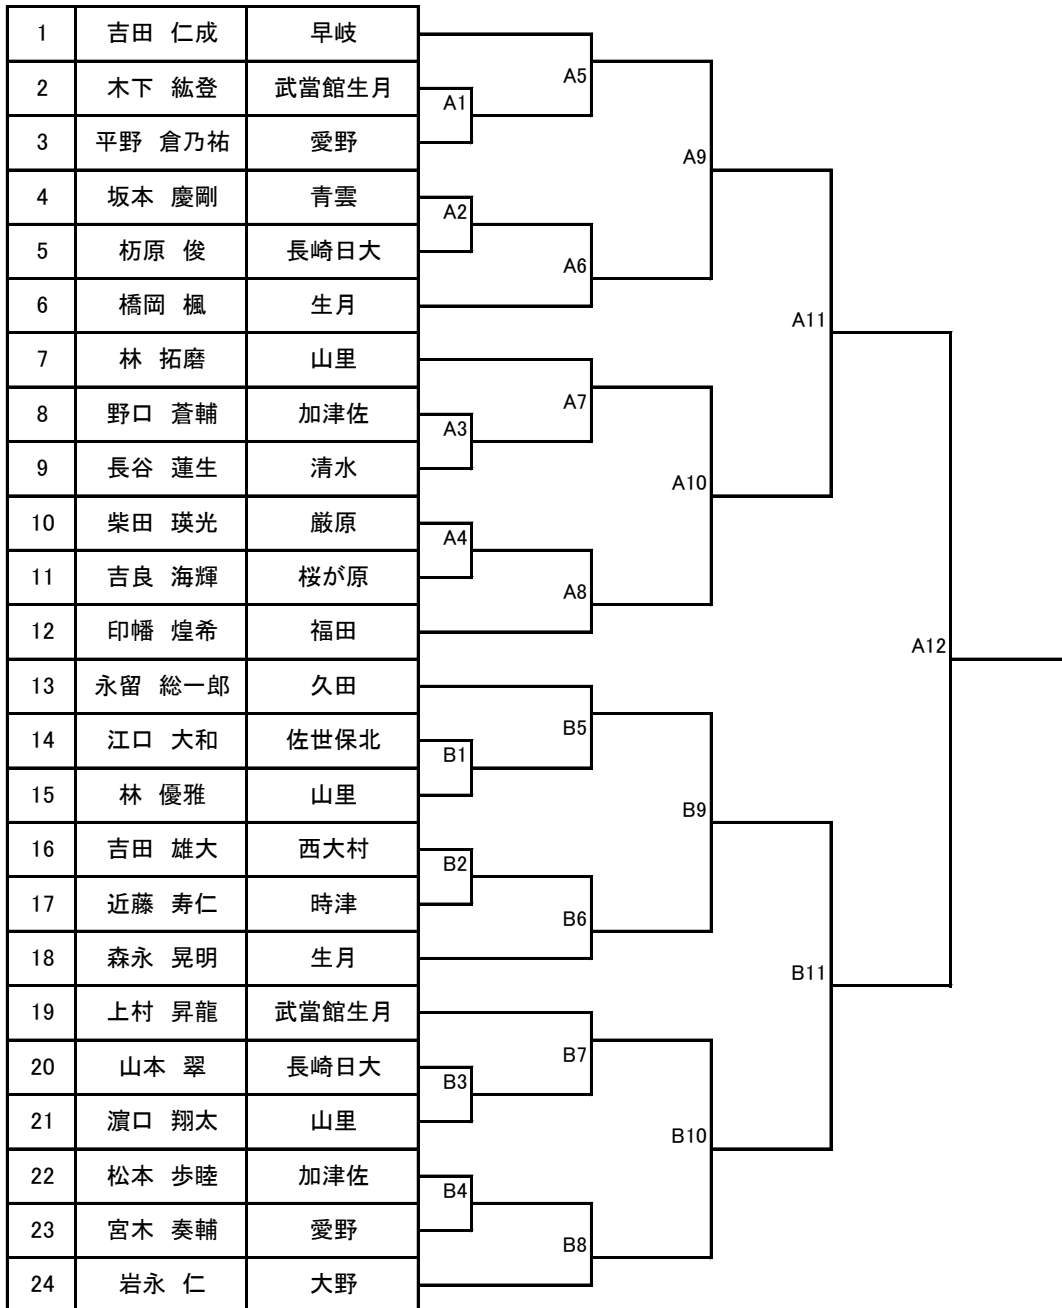 1 吉田 仁成 早岐
2 木下 紘登 武當館生月
3 平野 倉乃祐 愛野
4 坂本 慶剛 青雲
5 枥原 俊 長崎日大
6 橋岡 楓 生月
7 林 拓磨 山里
8 野口 蒼輔 加津佐
9 長谷 蓮生 清水
10 柴田 瑛光 厳原
11 吉良 海輝 桜が原
12 印幡 煌希 福田
13 永留 総一郎 久田
14 江口 大和 佐世保北
15 林 優雅 山里
16 吉田 雄大 西大村
17 近藤 寿仁 時津
18 森永 晃明 生月
19 上村 昇龍 武當館生月
20 山本 翠 長崎日大
21 濵口 翔太 山里
22 松本 歩睦 加津佐
23 宮木 奏輔 愛野
24 岩永 仁 大野
A1
A2
A3
A4
B1
B2
B3
B4
A5
A6
A7
A8
B5
B6
B7
B8
A9
A10
B9
B10
A11
B11
A12